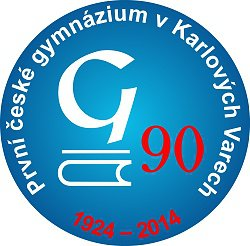 První české gymnázium v Karlových Varech
G
90
1924 – 2014